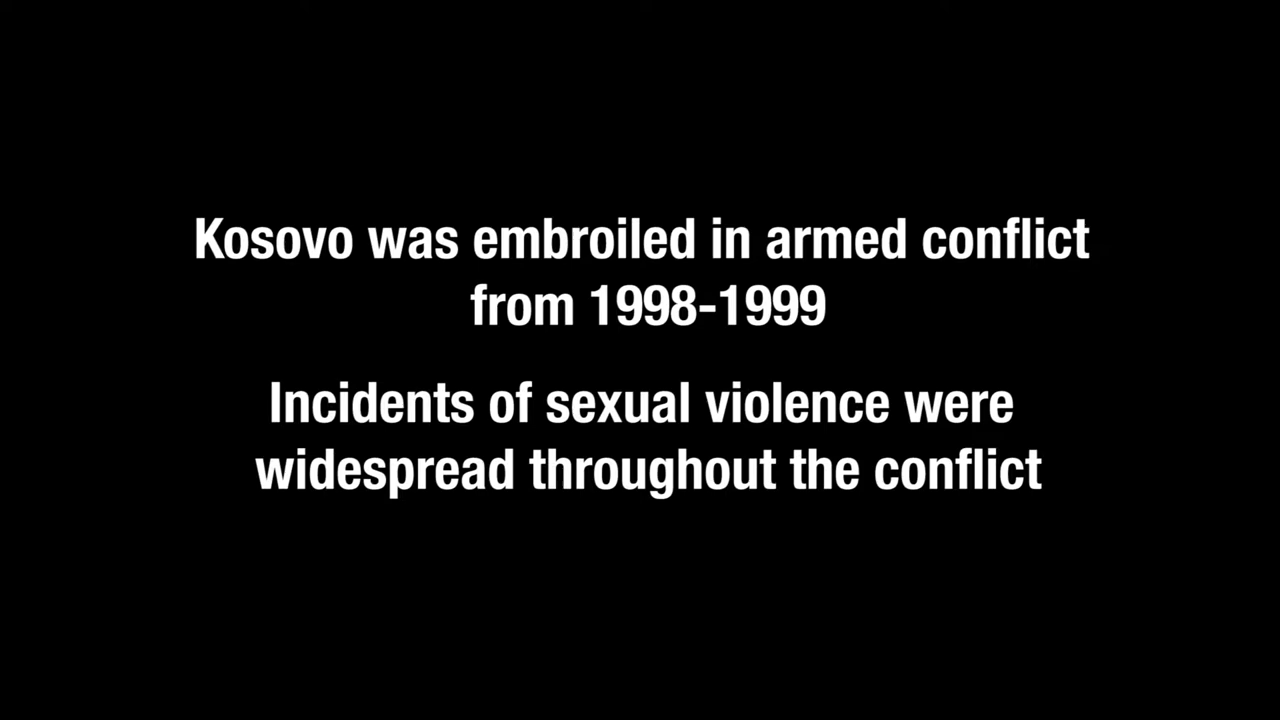 Kosovo was embroiled in armed conflict
from 1998-1999
Incidents of sexual violence were
widespread throughout the conflict